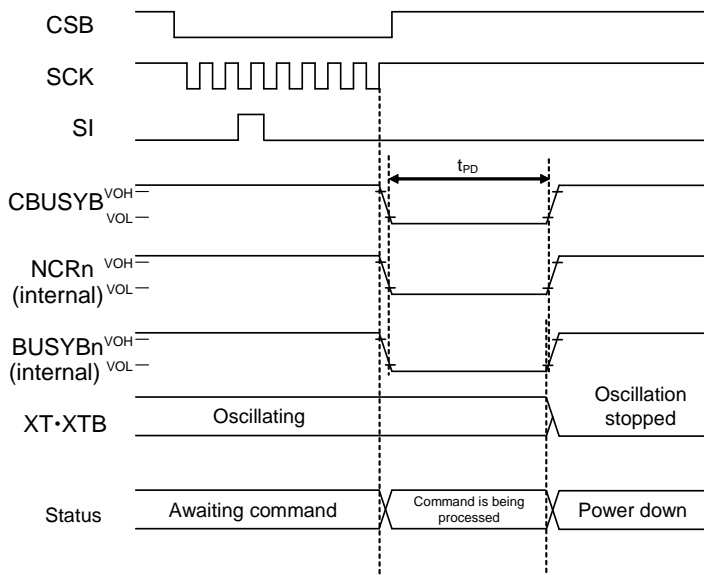 CSB
SCK
SI
tPD
CBUSYB
VOH
VOL
NCRn
(internal)
VOH
VOL
BUSYBn
(internal)
VOH
VOL
XT•XTB
Oscillating
Oscillation
stopped
Status
Awaiting command
Command is being
processed
Power down